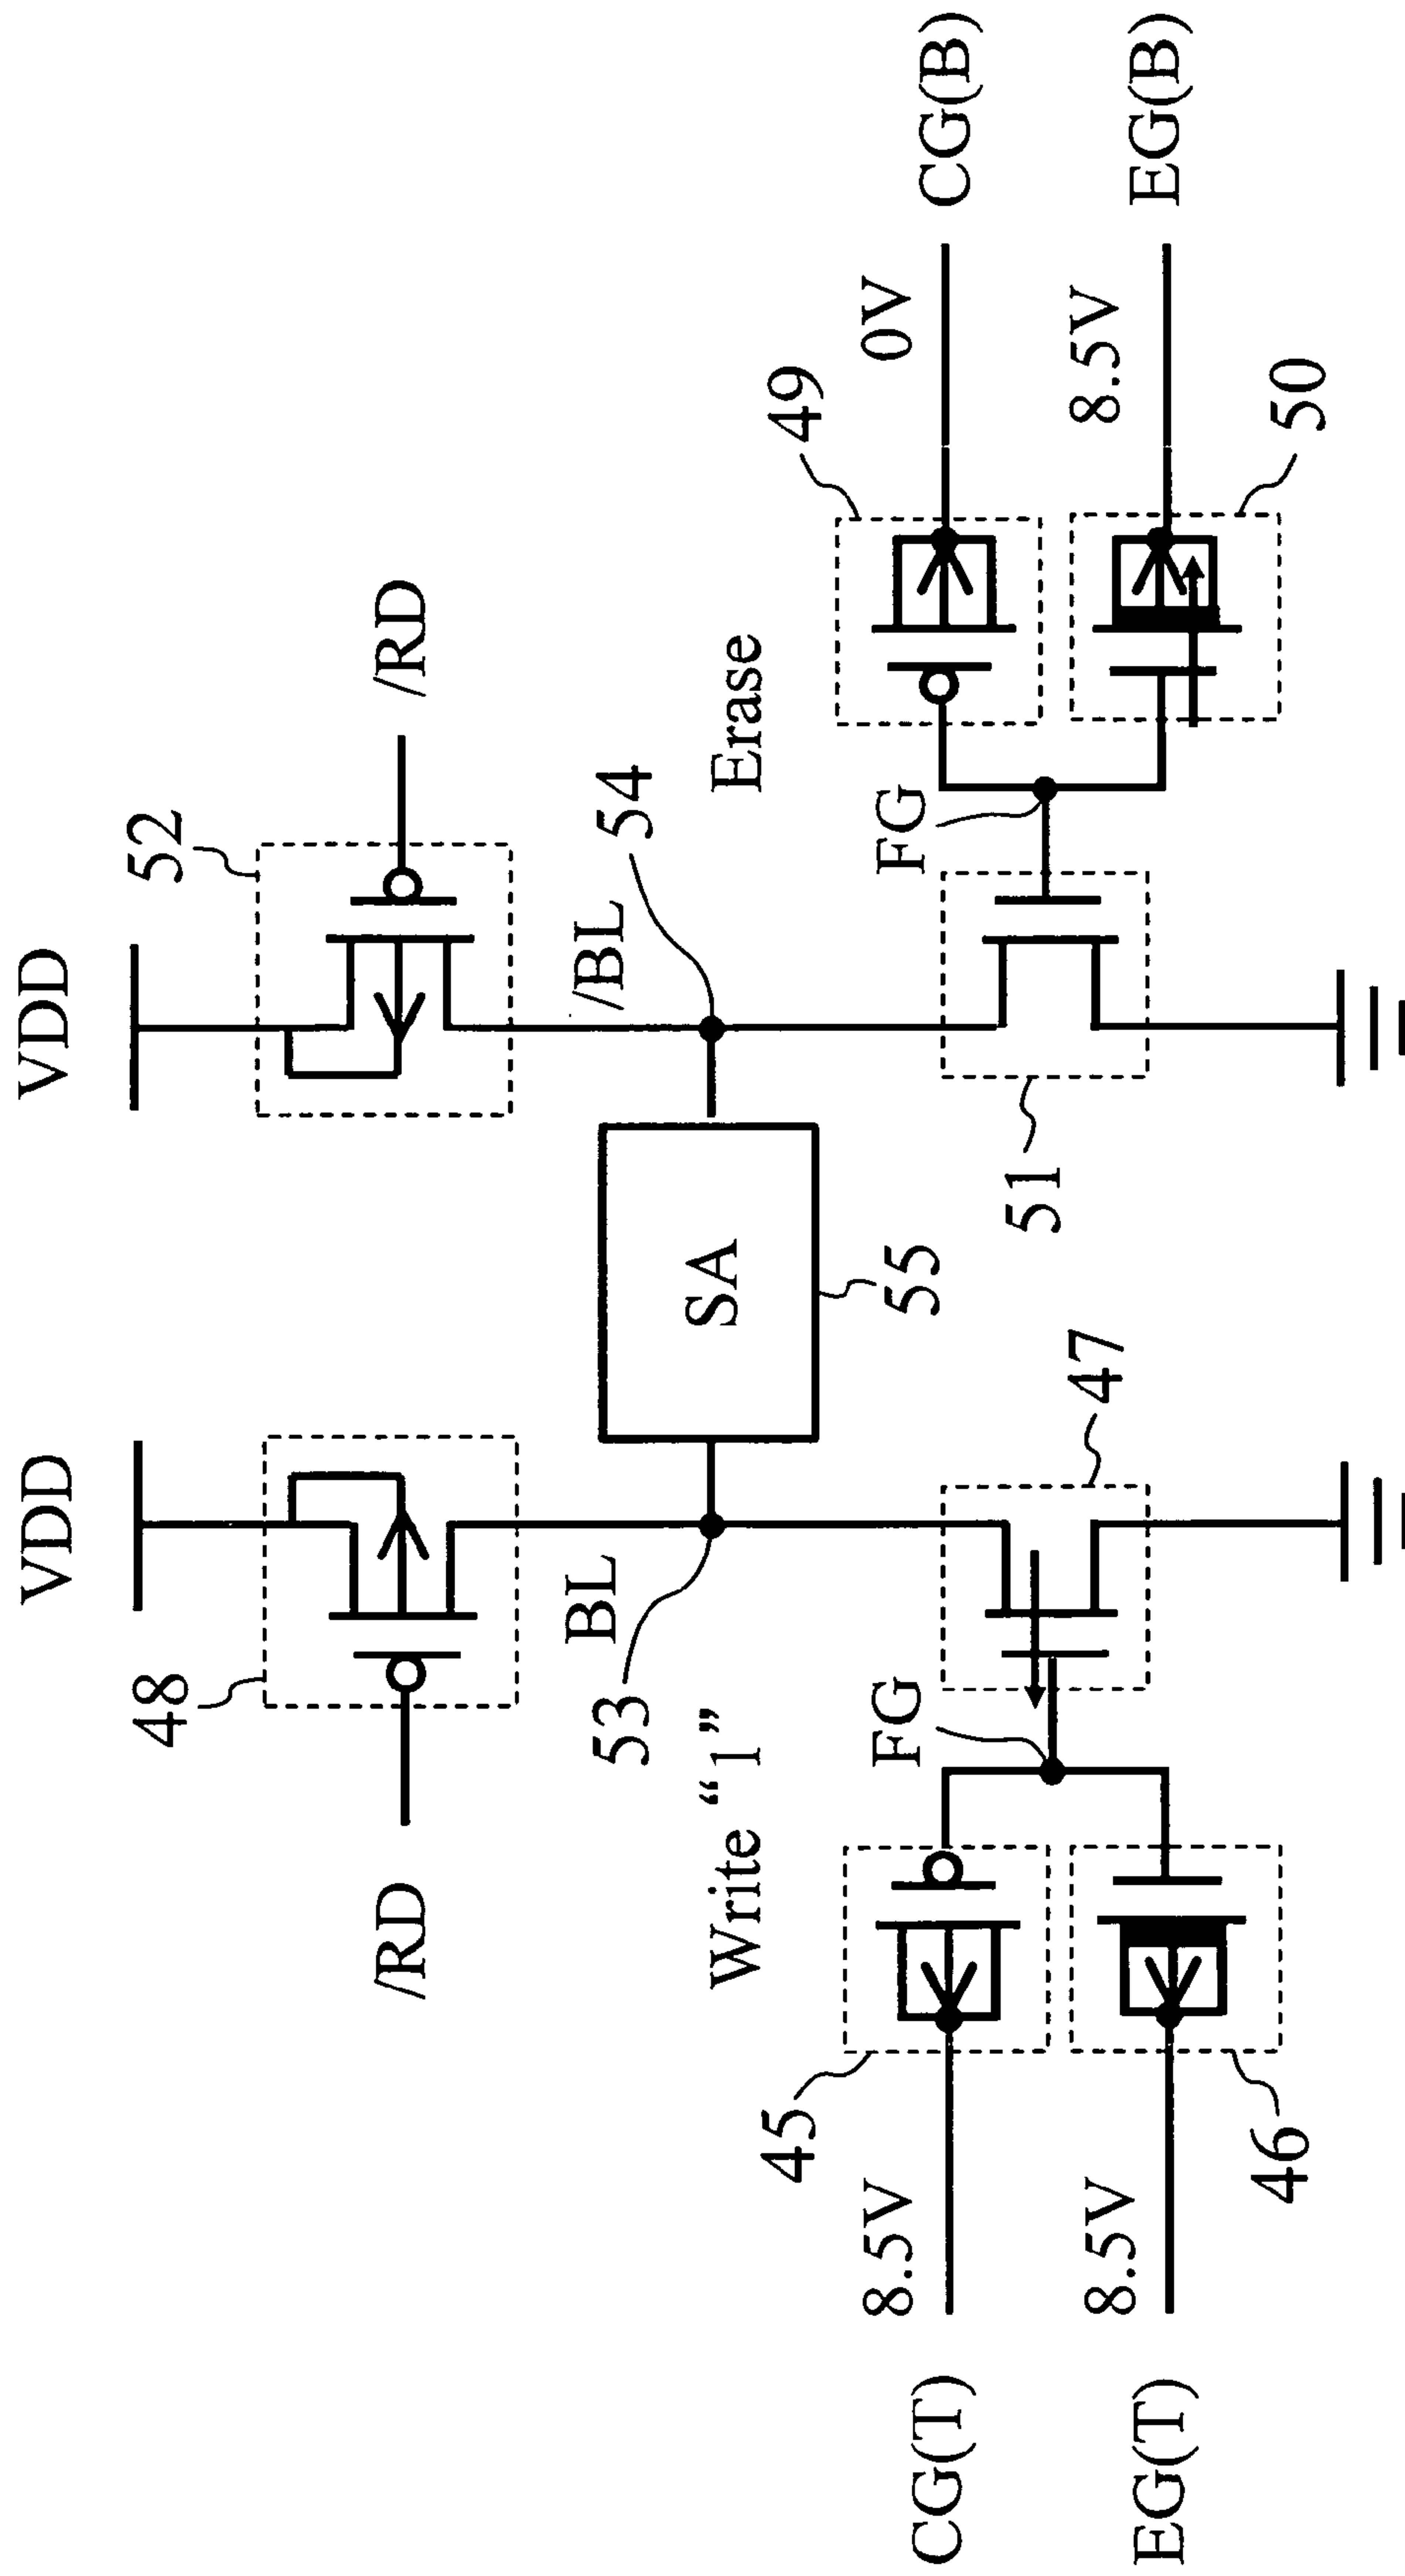 VDD
VDD
48
52
/RD
/RD
BL
/BL
53
54
SA
55
Write “1”
Erase
FG
FG
47
51
45
49
8.5V
0V
CG(T)
CG(B)
8.5V
8.5V
EG(T)
EG(B)
46
50